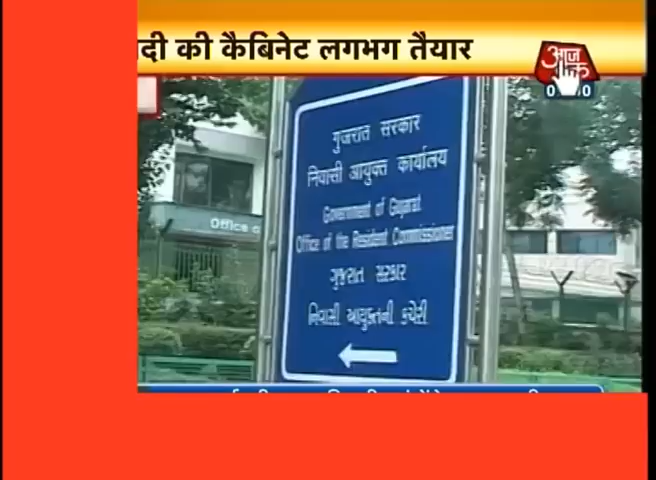 दी की कैबिनेट लगभग तैयार
आज
तक
गुजरात सरकार
निवासी आयुक्त कार्यालय
Government of Gujarat
Office of the Resident Commissioner
ગુજરાત સરકાર
નિવાસી આયુક્તની કચેરી
Office o